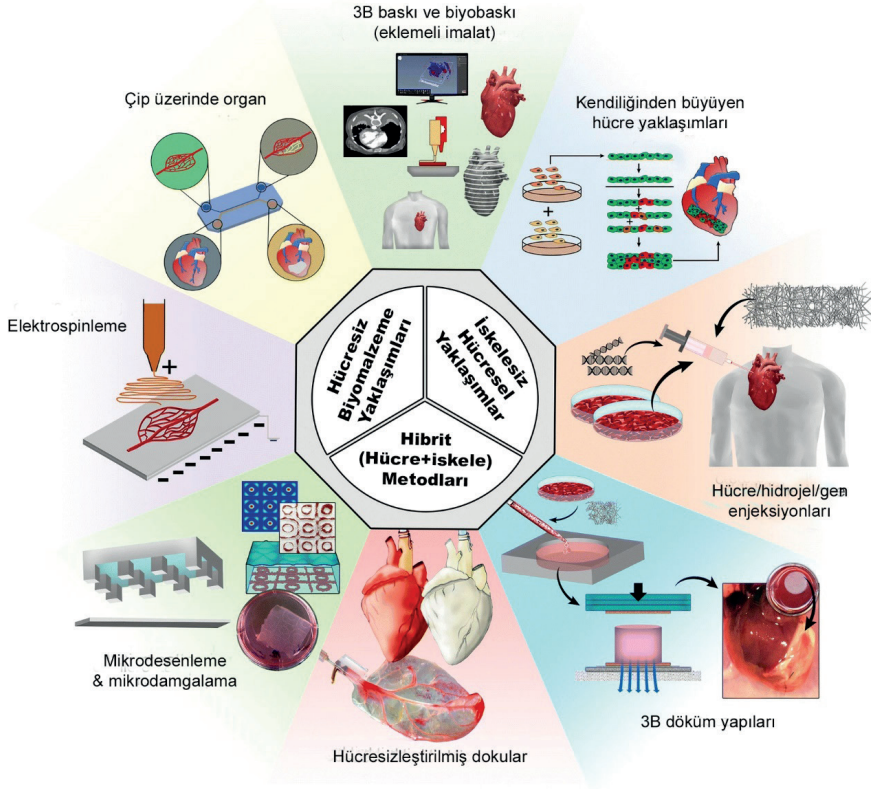 3B baskı ve biyobaskı
(eklemeli imalat)
Çip üzerinde organ
Kendiliğinden büyüyen
hücre yaklaşımları
Elektrospinleme
Hücresiz
Biyomalzeme
Yaklaşımları
İskelesiz
Hücresel
Yaklaşımlar
Hibrit
(Hücre+iskele)
Metodları
Hücre/hidrojel/gen
enjeksiyonları
Mikrodesenleme
& mikrodamgalama
3B döküm yapıları
Hücresizleştirilmiş dokular